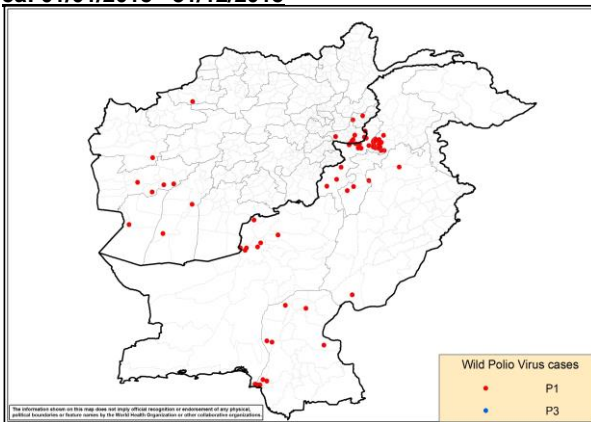 Wild Polio Virus cases
P1
P3
The information shown on this map does not imply official recognition or endorsement of any physical,
political boundaries or feature names by the World Health Organization or other collaborative organizations.